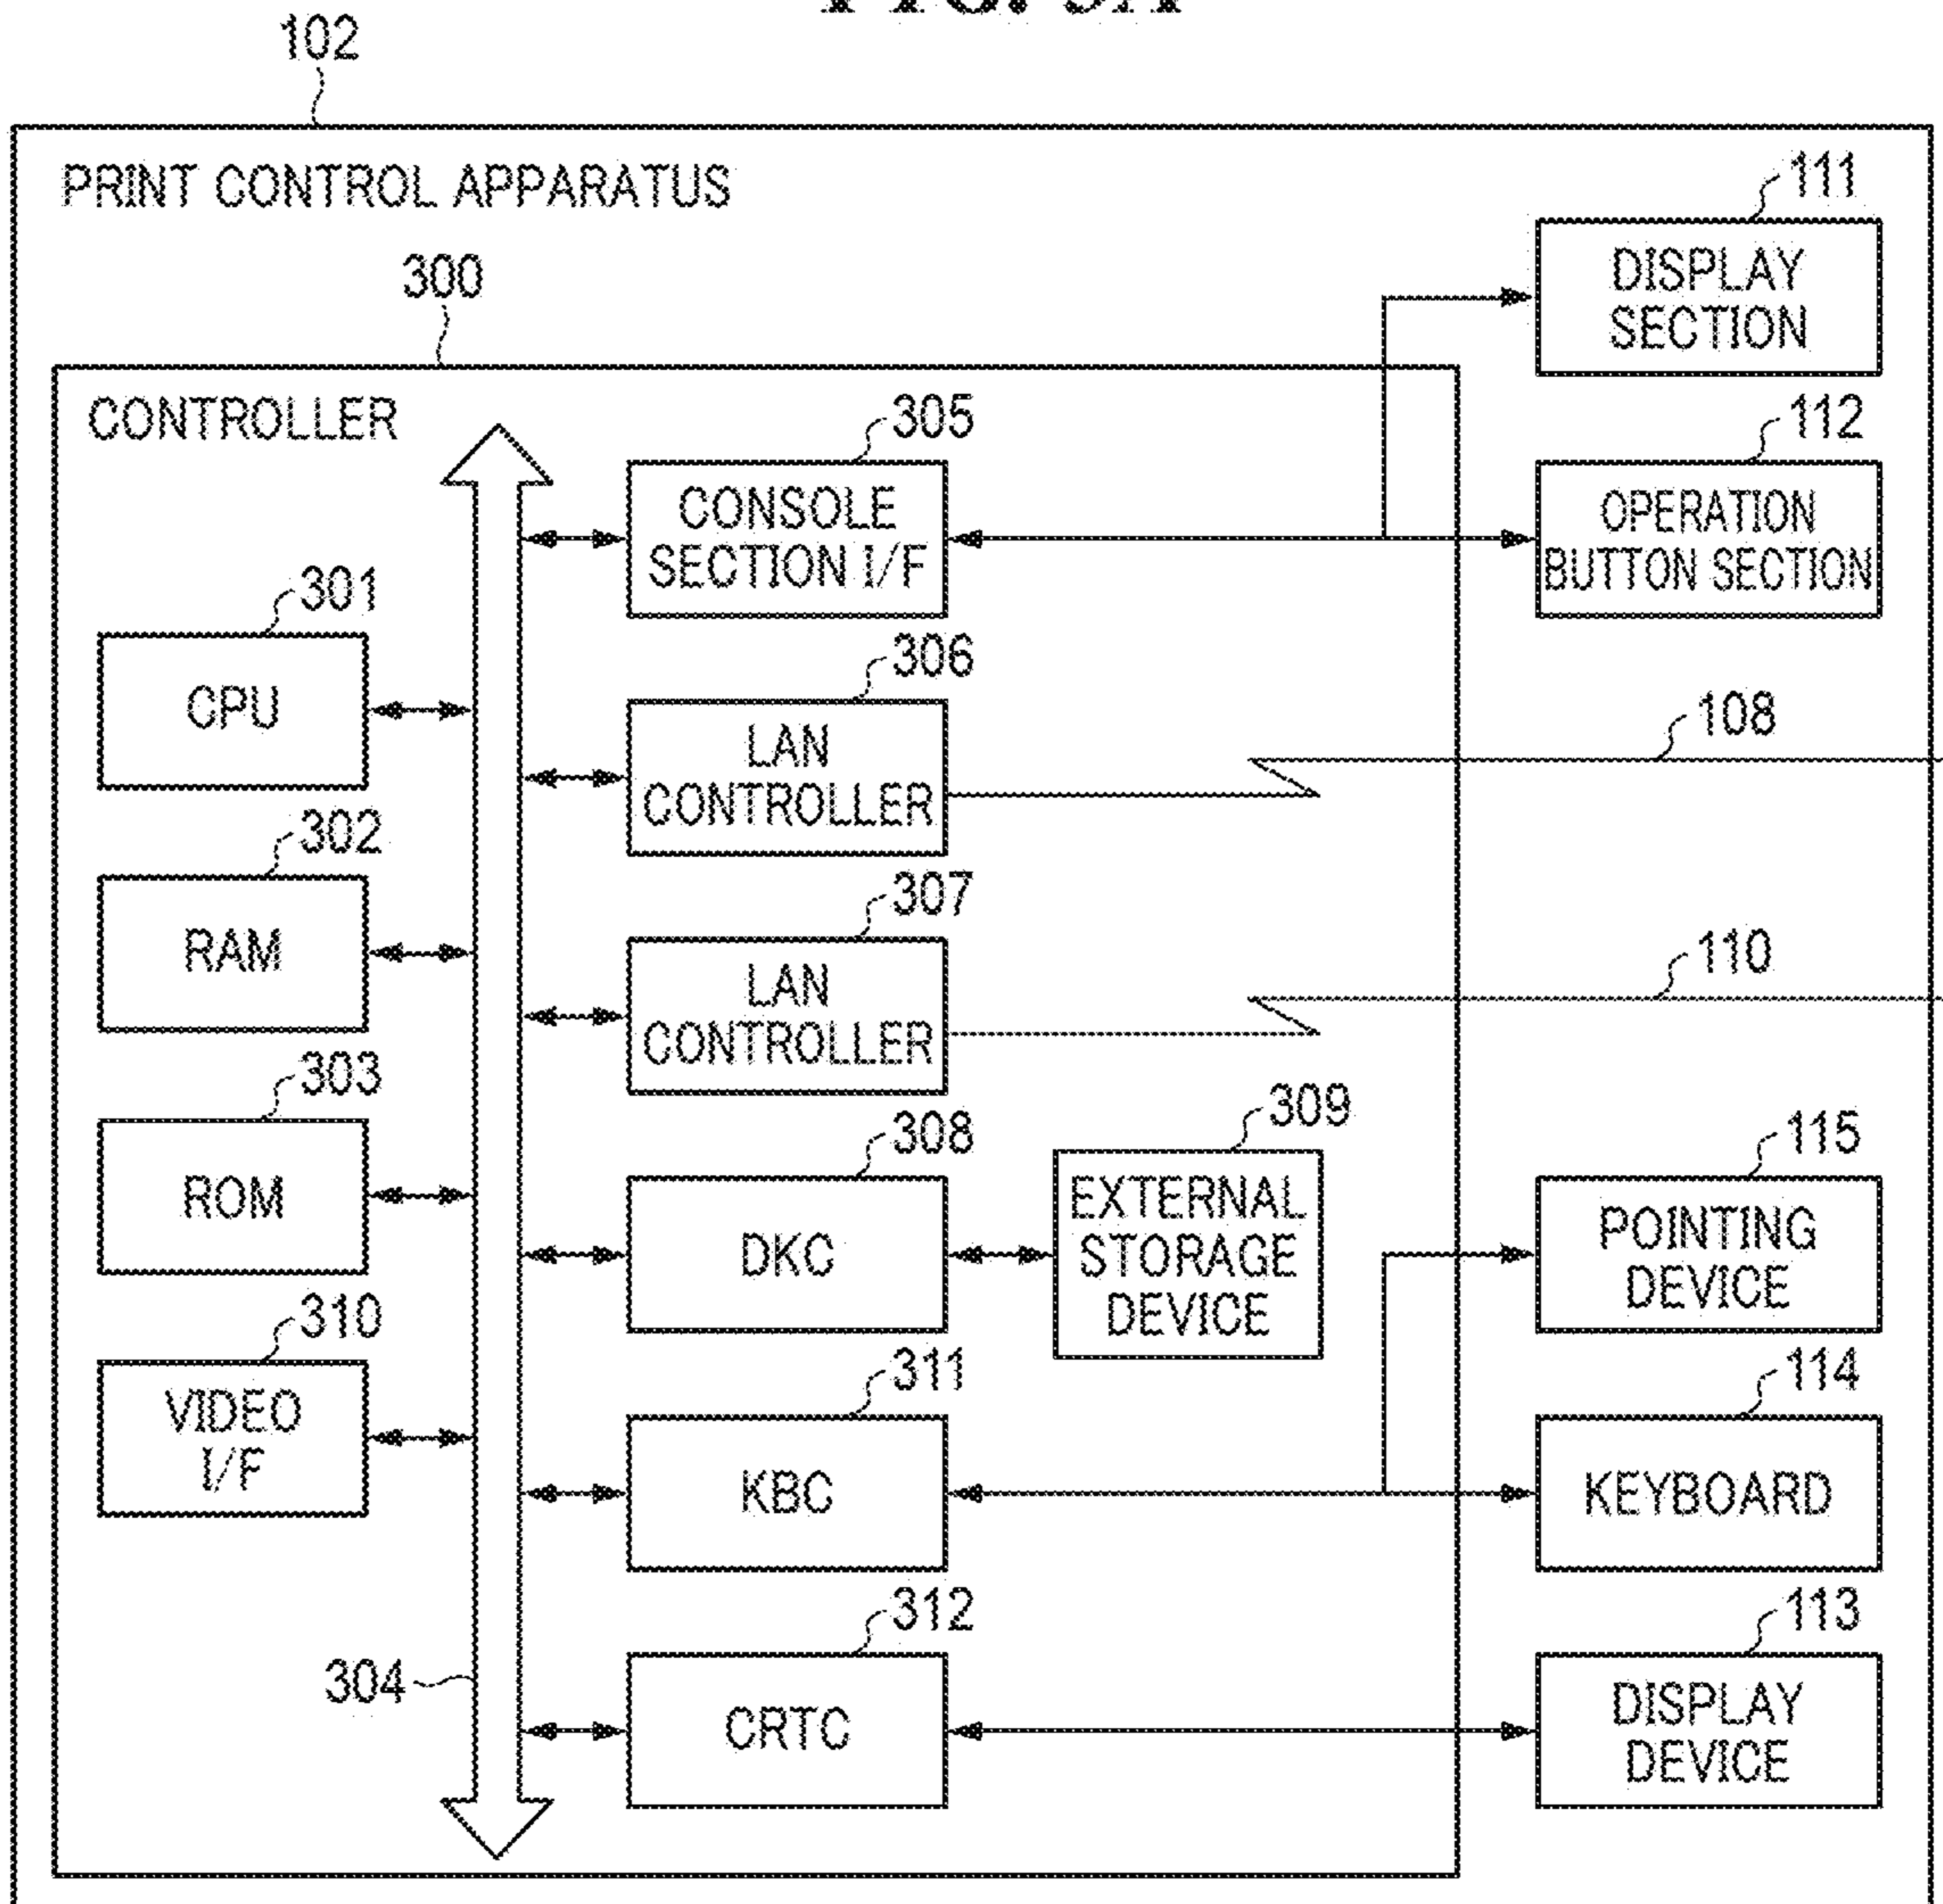 102
PRINT CONTROL APPARATUS
111
DISPLAY
SECTION
300
CONTROLLER
305
CONSOLE
SECTION I/F
112
OPERATION
BUTTON SECTION
301
CPU
306
LAN
CONTROLLER
108
302
RAM
307
LAN
CONTROLLER
110
303
ROM
308
DKC
309
EXTERNAL
STORAGE
DEVICE
115
POINTING
DEVICE
310
VIDEO
I/F
311
KBC
114
KEYBOARD
304
312
CRTC
113
DISPLAY
DEVICE